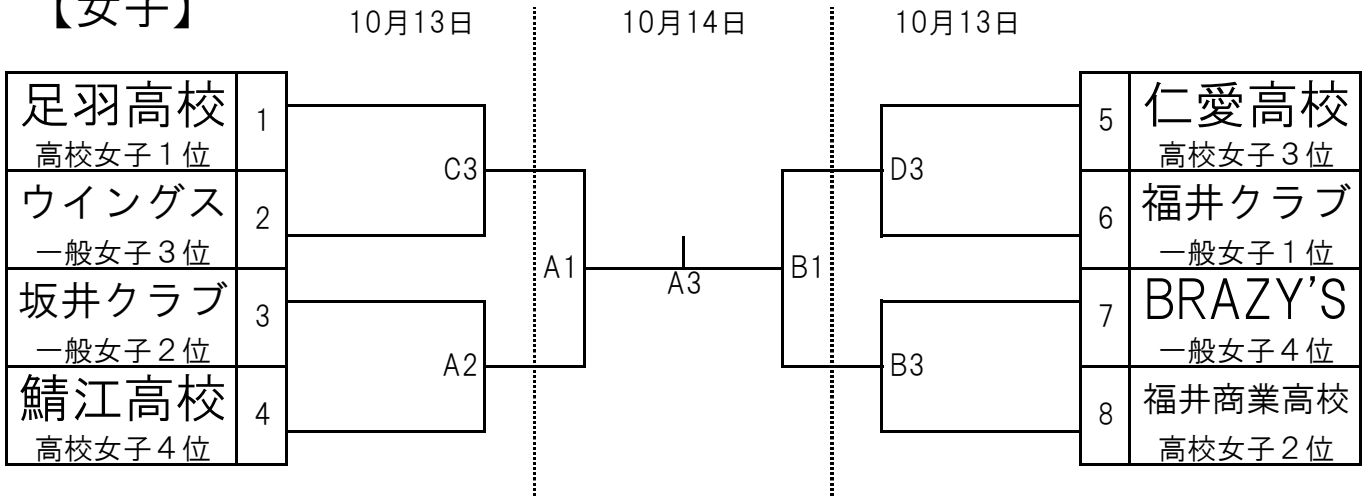 【女子】
10月13日
10月14日
10月13日
足羽高校
高校女子１位
1
ウイングス
一般女子３位
2
坂井クラブ
一般女子２位
3
鯖江高校
高校女子４位
4
C3
A2
A1
A3
B1
D3
B3
5
仁愛高校
高校女子３位
6
福井クラブ
一般女子１位
7
BRAZY'S
一般女子４位
8
福井商業高校
高校女子２位